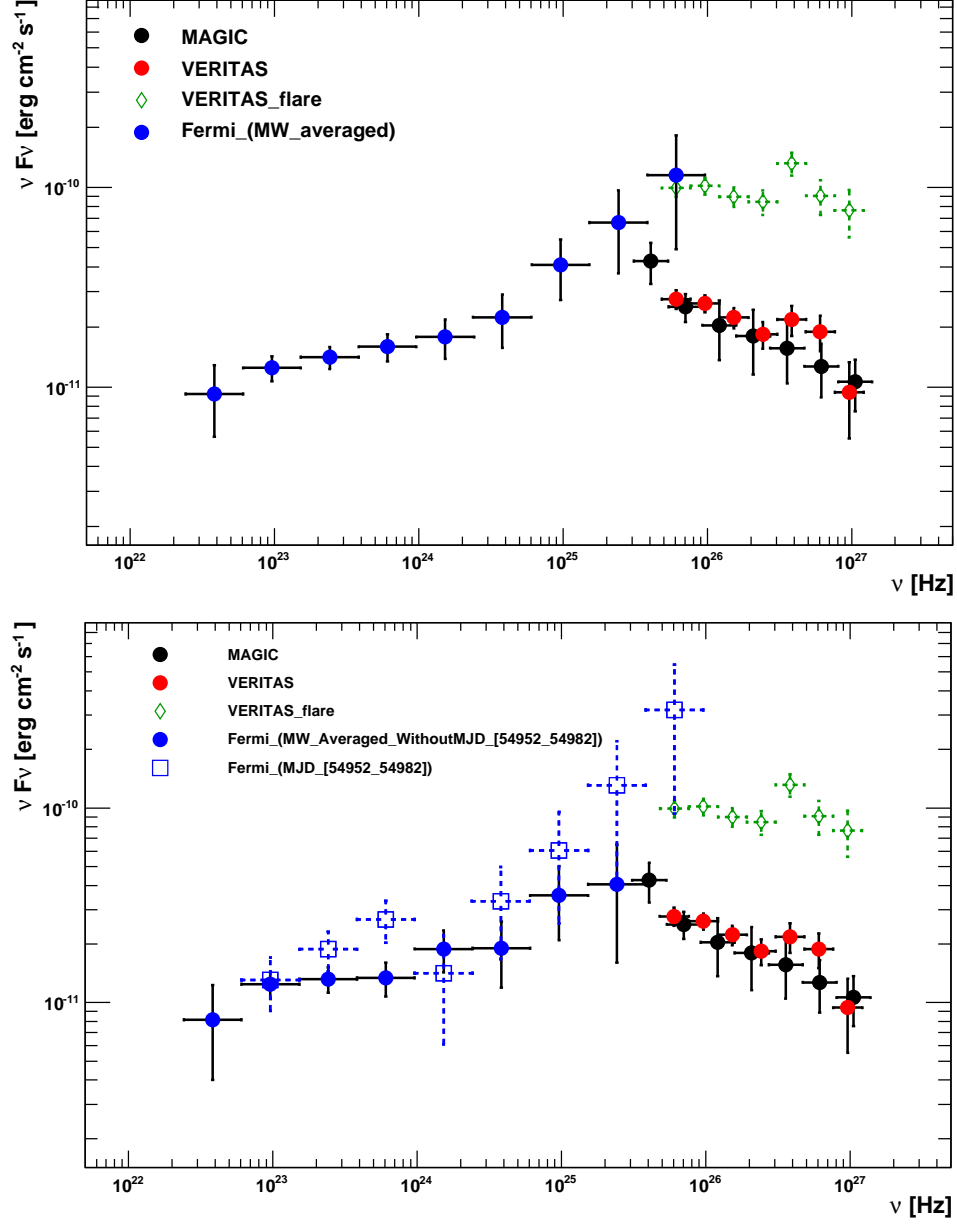 ν Fν [erg cm-2 s-1 ]
MAGIC
VERITAS
VERITAS_flare
Fermi_(MW_averaged)
10-10
10-11
1022 1023 1024 1025 1026 1027
ν [Hz]
ν Fν [erg cm-2 s-1 ]
MAGIC
VERITAS
VERITAS_flare
Fermi_(MW_Averaged_WithoutMJD_[54952_54982])
Fermi_(MJD_[54952_54982])
10-10
10-11
1022 1023 1024 1025 1026 1027
ν [Hz]